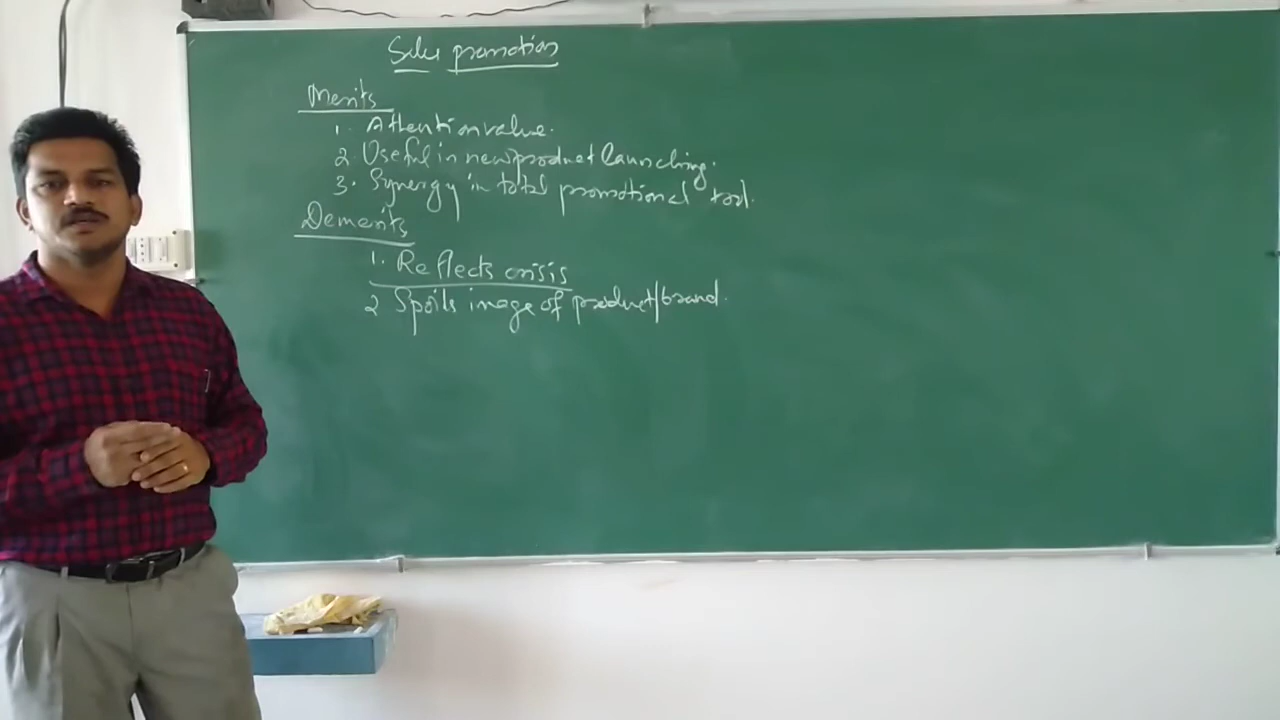 Sales promotion
Merits
1. Attention value.
2. Useful in new product launching.
3. Synergy in total promotional tool.
Demerits
1. Reflects crisis
2 Spoils image of product/brand.